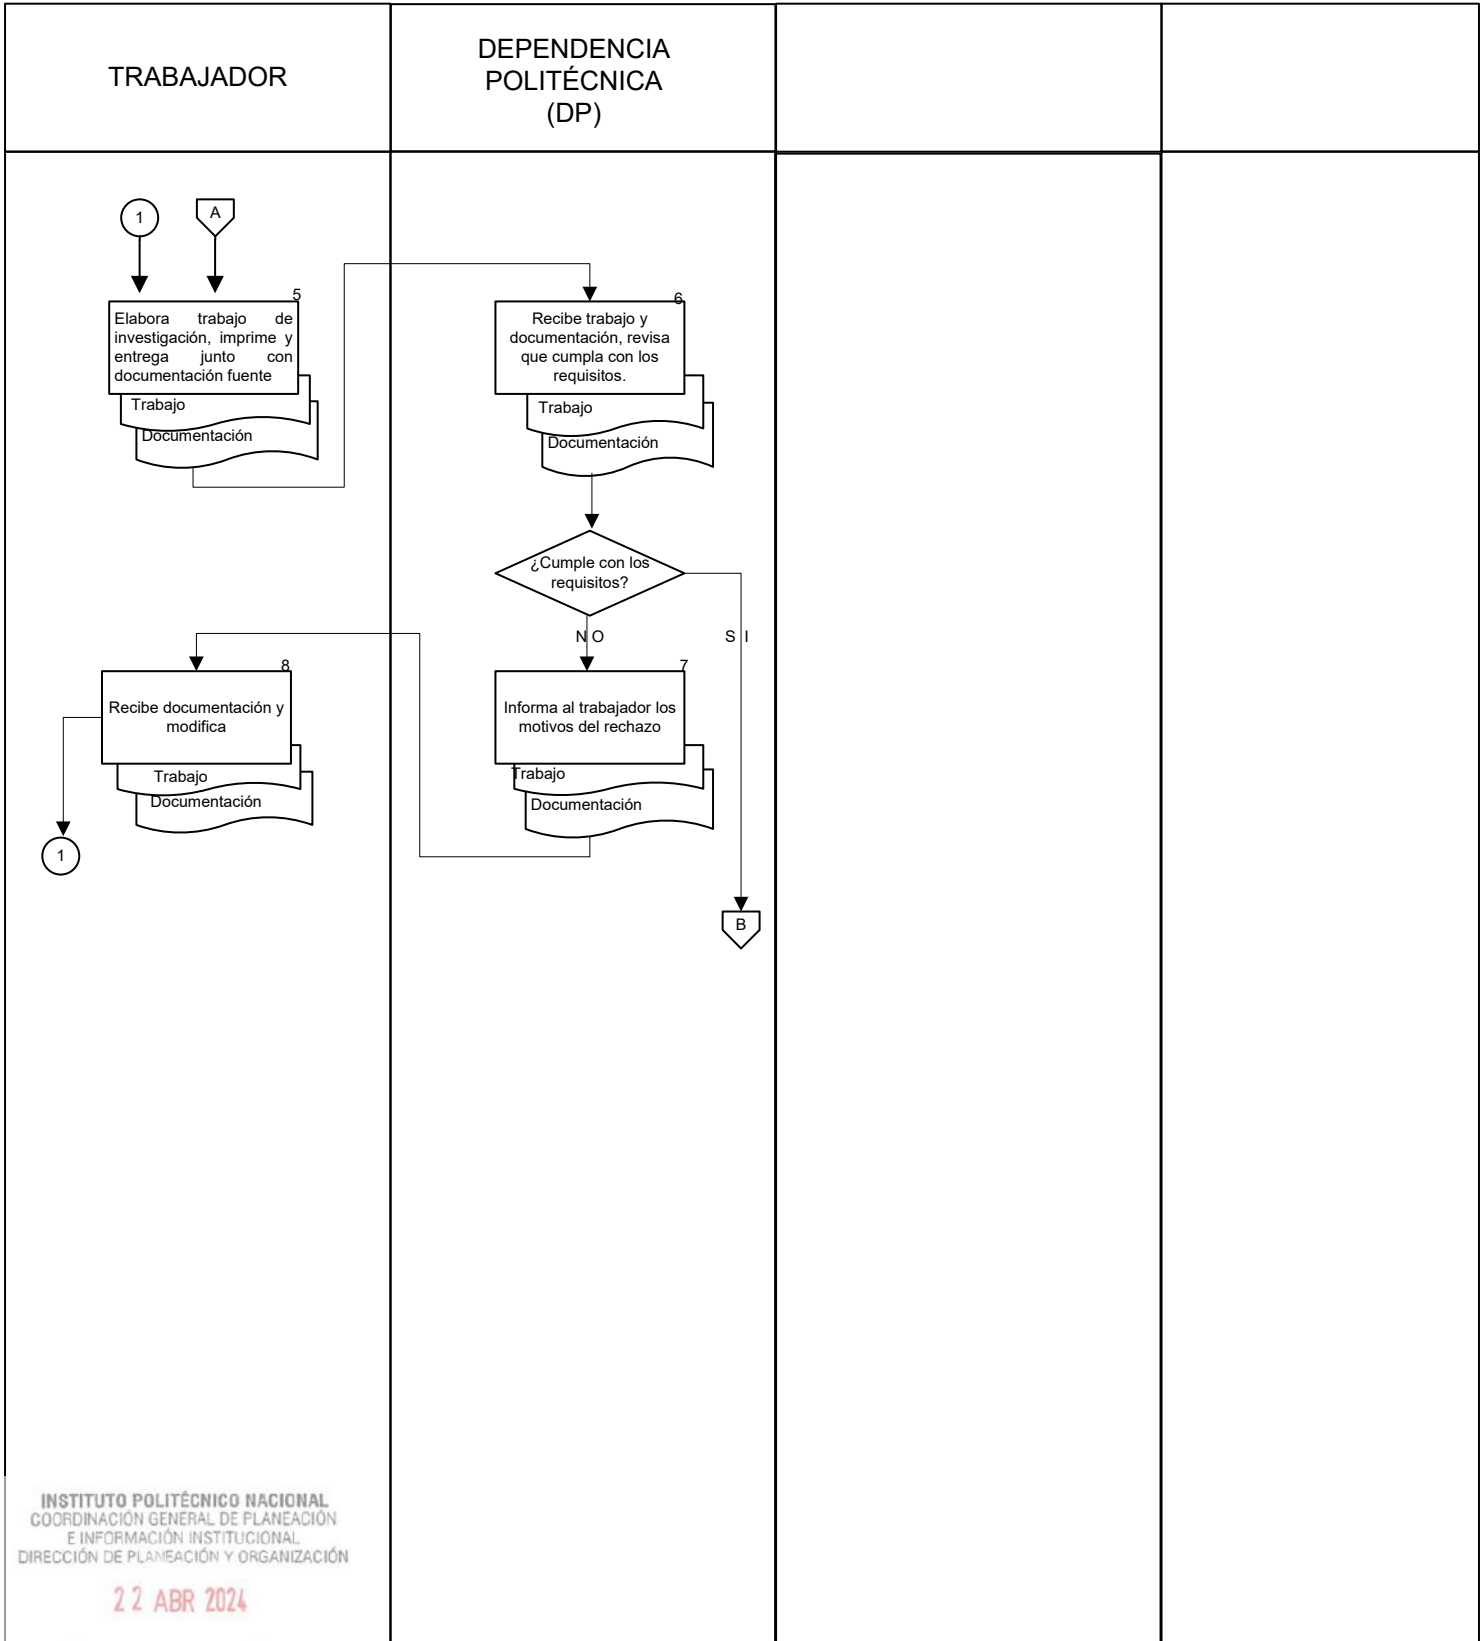 TRABAJADOR
DEPENDENCIA
POLITÉCNICA
(DP)
1
A
5
Elabora trabajo de
investigación, imprime y
entrega junto con
documentación fuente
Trabajo
Documentación
6
Recibe trabajo y
documentación, revisa
que cumpla con los
requisitos.
Trabajo
Documentación
¿Cumple con los
requisitos?
NO
SI
8
Recibe documentación y
modifica
Trabajo
Documentación
7
Informa al trabajador los
motivos del rechazo
Trabajo
Documentación
1
B
INSTITUTO POLITÉCNICO NACIONAL
COORDINACIÓN GENERAL DE PLANEACIÓN
E INFORMACIÓN INSTITUCIONAL
DIRECCIÓN DE PLANEACIÓN Y ORGANIZACIÓN
22 ABR 2024